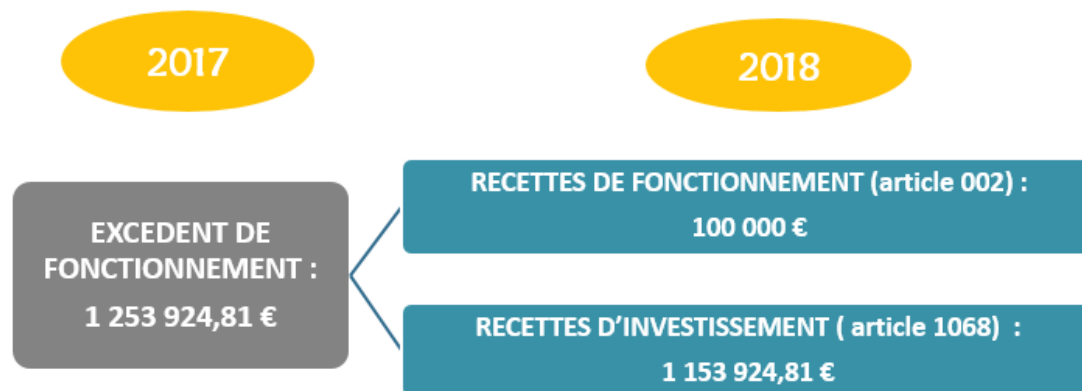 2017
2018
EXCEDENT DE
FONCTIONNEMENT :
1 253 924,81 €
RECETTES DE FONCTIONNEMENT (article 002) :
100 000 €
RECETTES D'INVESTISSEMENT ( article 1068) :
1 153 924,81 €